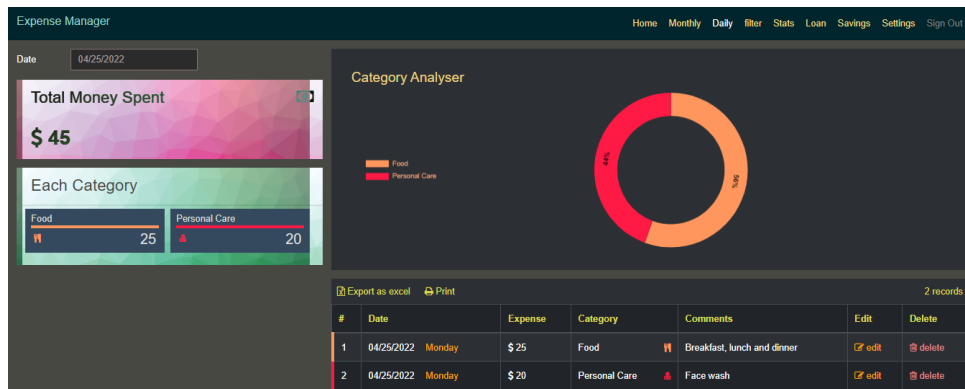 Expense Manager
Home Monthly Daily filter Stats Loan Savings Settings Sign Out
Date 04/25/2022
Total Money Spent
$ 45
Each Category
Food 25
Personal Care 20
Category Analyser
Food
Personal Care
44%
56%
Export as excel Print 2 records
# Date Expense Category Comments Edit Delete
1 04/25/2022 Monday $ 25 Food Breakfast, lunch and dinner edit delete
2 04/25/2022 Monday $ 20 Personal Care Face wash edit delete